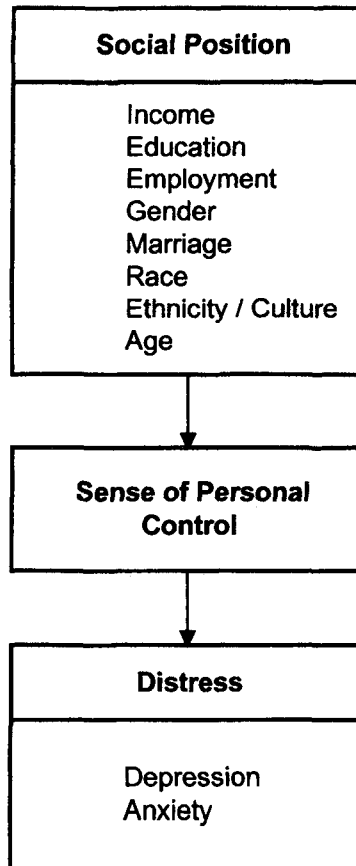 Social Position
Income
Education
Employment
Gender
Marriage
Race
Ethnicity / Culture
Age
Sense of Personal
Control
Distress
Depression
Anxiety